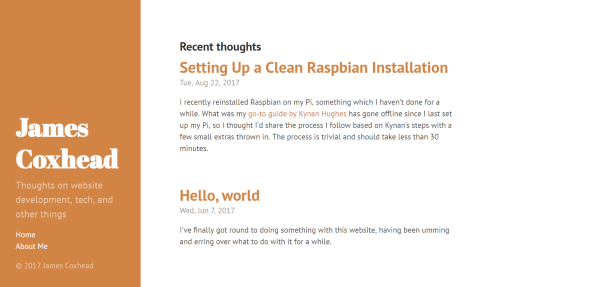 James
Coxhead
Thoughts on website
development, tech, and
other things
Home
About Me
© 2017 James Coxhead
Recent thoughts
Setting Up a Clean Raspbian Installation
Tue, Aug 22, 2017
I recently reinstalled Raspbian on my Pi, something which I haven't done for a
while. What was my go-to guide by Kynan Hughes has gone offline since I last set
up my Pi, so I thought I'd share the process I follow based on Kynan's steps with a
few small extras thrown in. The process is trivial and should take less than 30
minutes.
Hello, world
Wed, Jun 7, 2017
I've finally got round to doing something with this website, having been umming
and erring over what to do with it for a while.